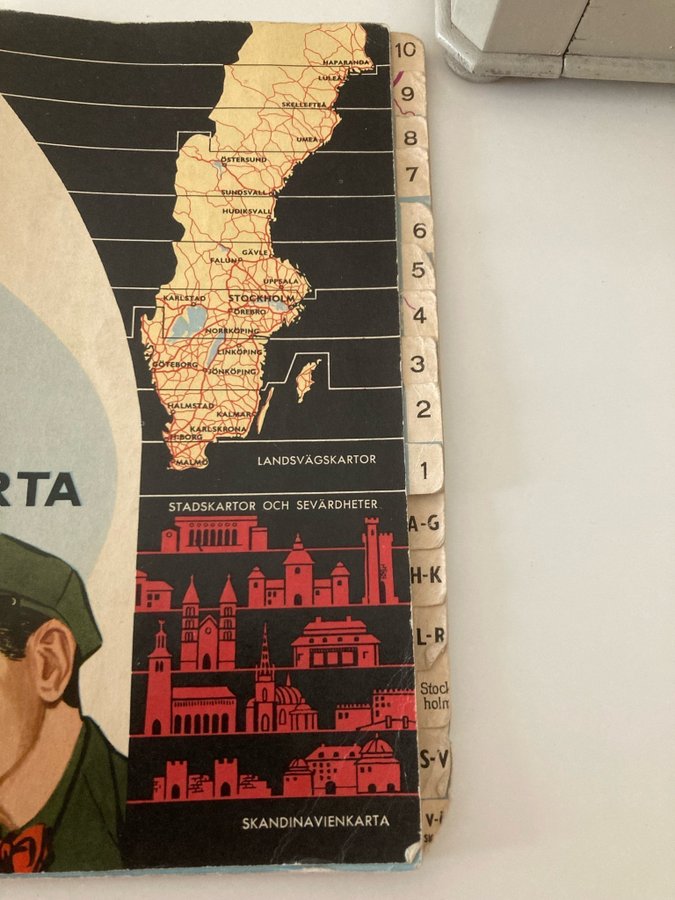 HAPARANDA
LULEÅ
SKELLEFTEÅ
UMEÅ
ÖSTERSUND
SUNDSVALL
HUDIKSVALL
GÄVLE
FALUN
UPPSALA
KARLSTAD
STOCKHOLM
ÖREBRO
NORRKÖPING
LINKÖPING
GÖTEBORG
JÖNKÖPING
HALMSTAD
KALMAR
KARLSKRONA
H-BORG
MALMÖ
LANDSVÄGSKARTOR
RTA
STADSKARTOR OCH SEVÄRDHETER
SKANDINAVIENKARTA
10
9
8
7
6
5
4
3
2
1
A-G
H-K
L-R
Stock
holm
S-V